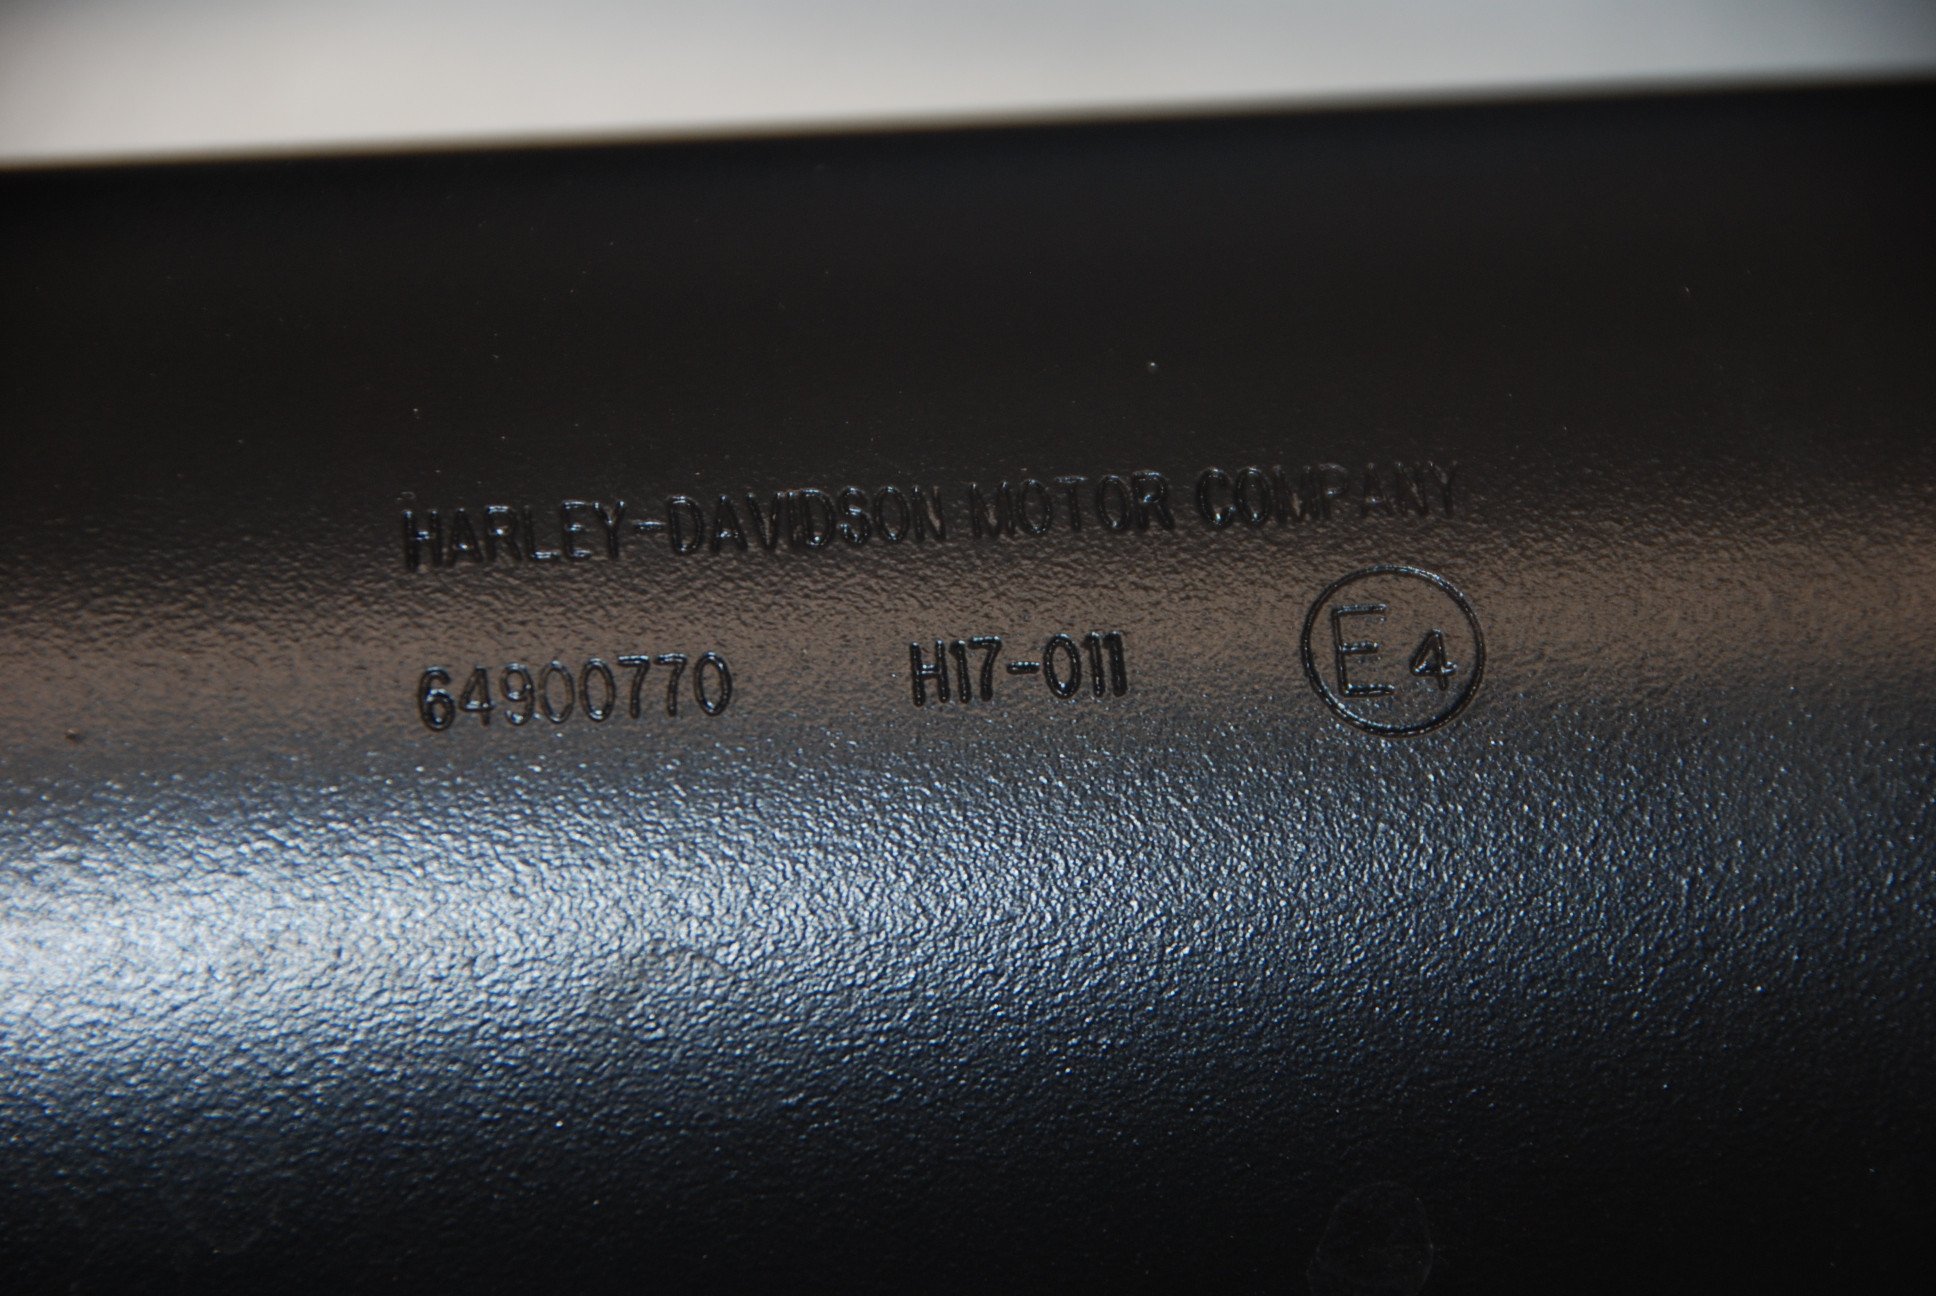 HARLEY-DAVIDSON MOTOR COMPANY
64900770 H17-011 E4